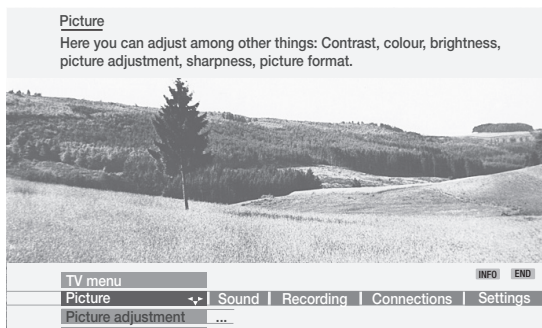 Picture
Here you can adjust among other things: Contrast, colour, brightness,
picture adjustment, sharpness, picture format.
INFO END
TV menu
Picture Sound Recording Connections Settings
Picture adjustment ...